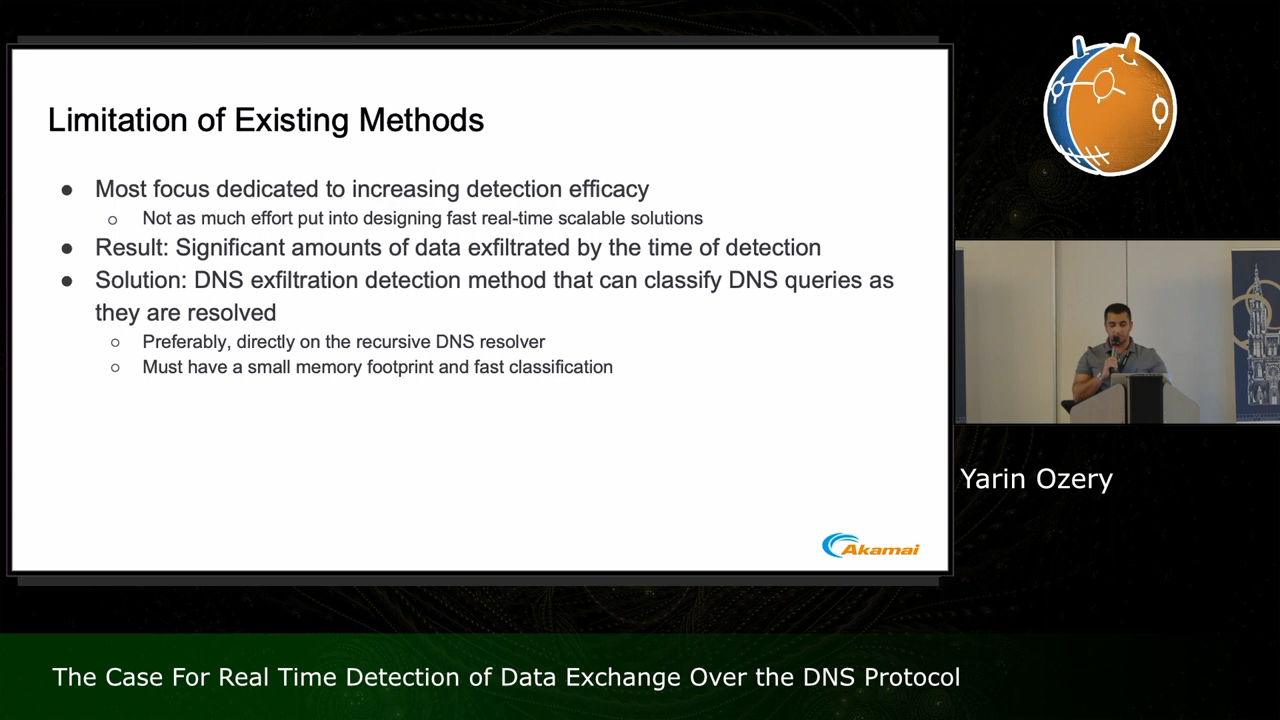 Limitation of Existing Methods
● Most focus dedicated to increasing detection efficacy
○ Not as much effort put into designing fast real-time scalable solutions
● Result: Significant amounts of data exfiltrated by the time of detection
● Solution: DNS exfiltration detection method that can classify DNS queries as
they are resolved
○ Preferably, directly on the recursive DNS resolver
○ Must have a small memory footprint and fast classification
Akamai
Yarin Ozery
The Case For Real Time Detection of Data Exchange Over the DNS Protocol